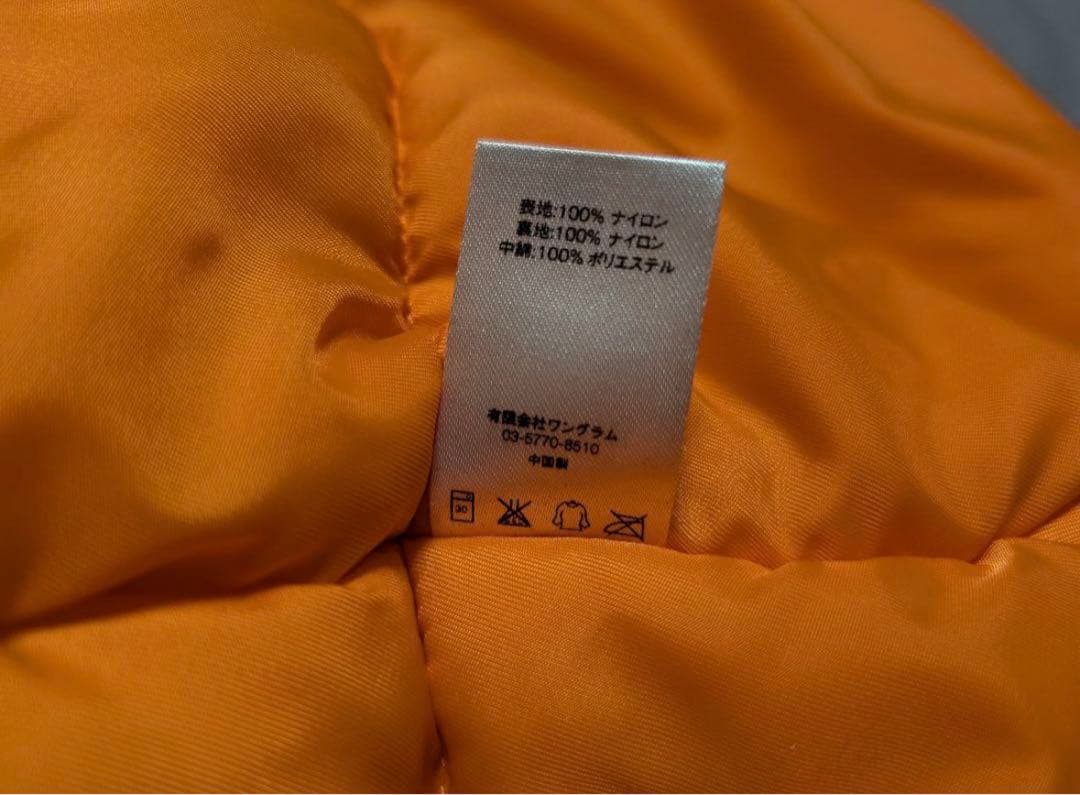 表地:100% ナイロン
裏地:100% ナイロン
中綿:100% ポリエステル
有限会社ワングラム
03-5770-8510
中国製
30